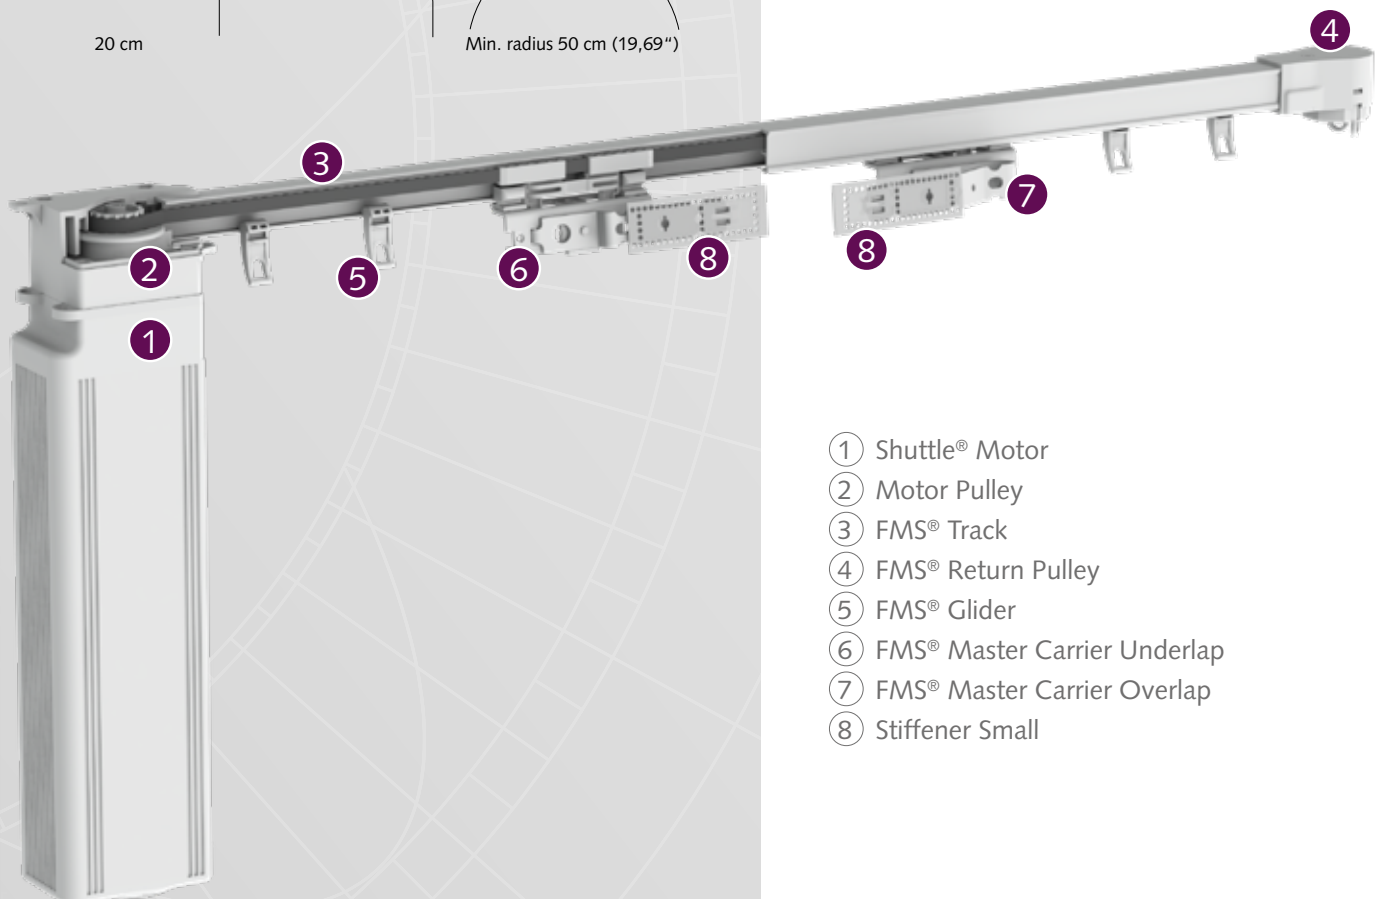 20 cm
Min. radius 50 cm (19,69“)
4
3
7
8
6
8
5
2
1
1 Shuttle® Motor
2 Motor Pulley
3 FMS® Track
4 FMS® Return Pulley
5 FMS® Glider
6 FMS® Master Carrier Underlap
7 FMS® Master Carrier Overlap
8 Stiffener Small